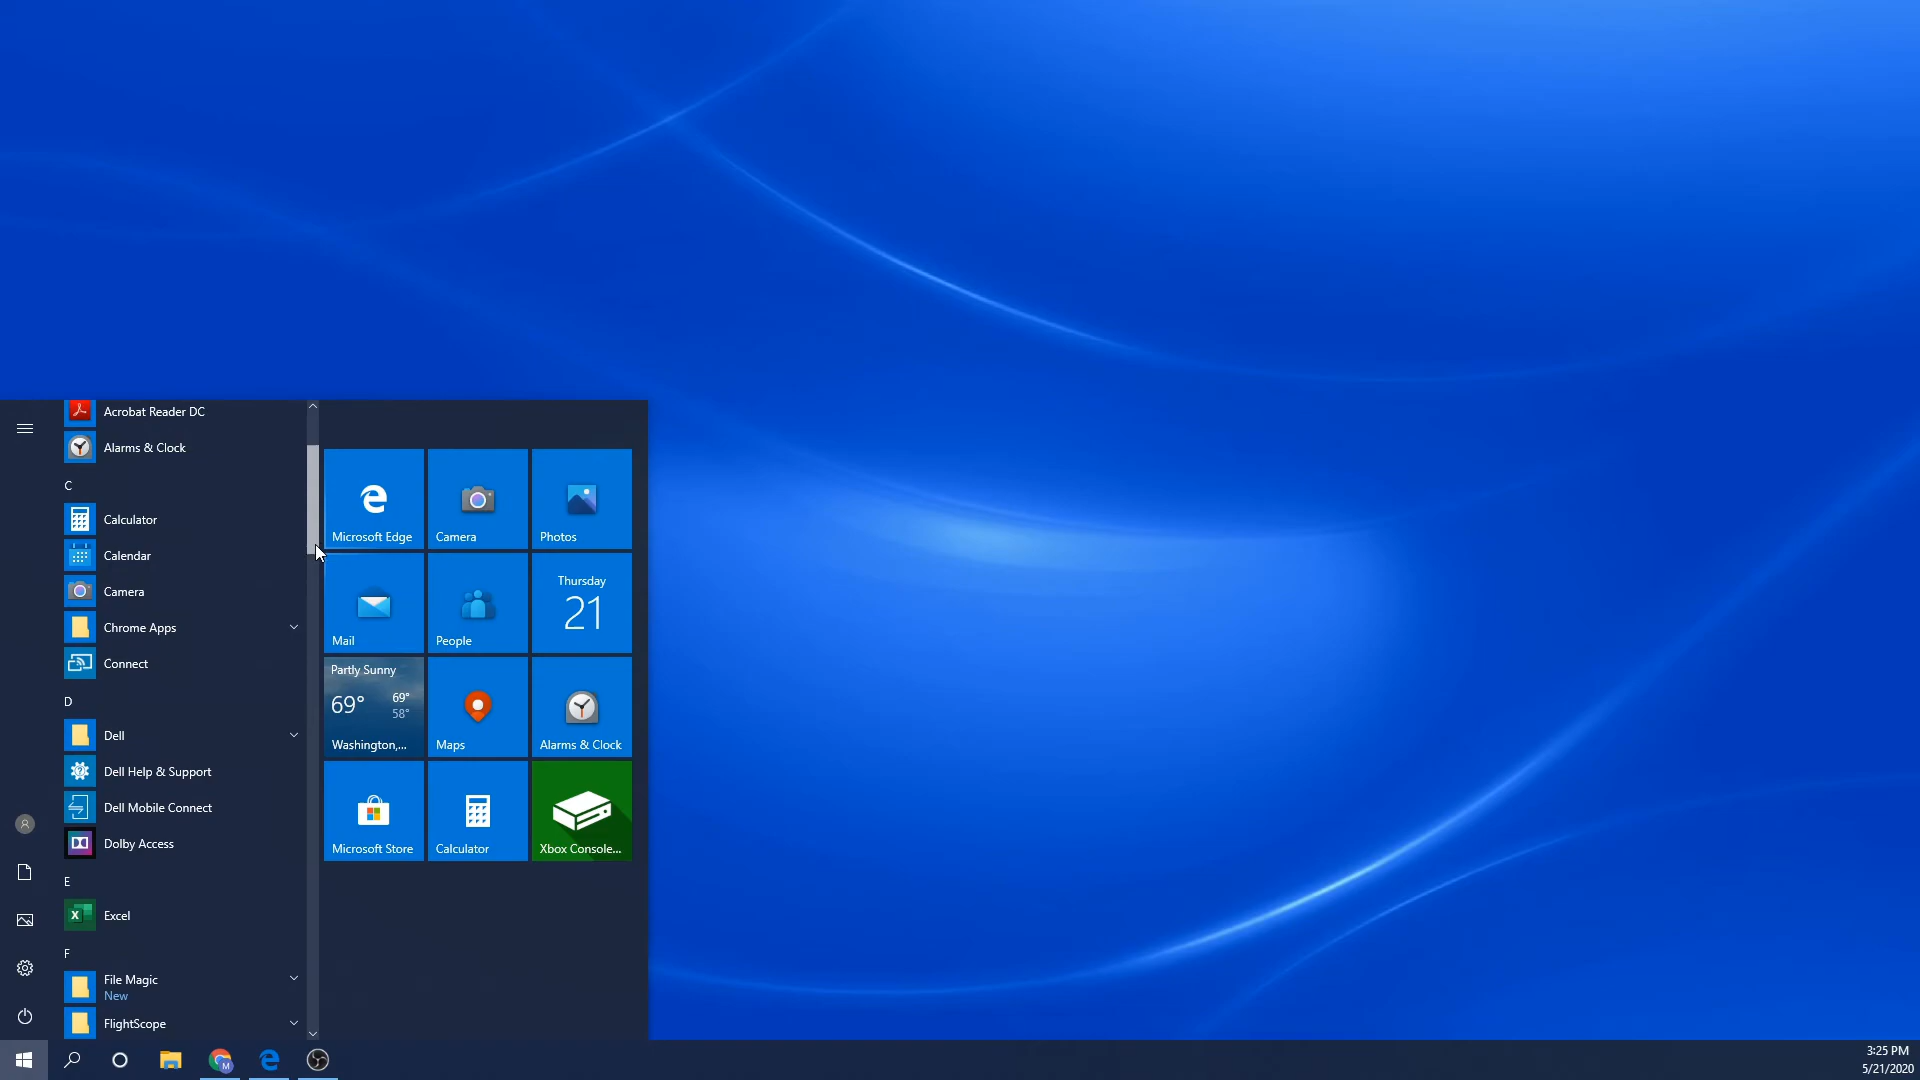 Acrobat Reader DC
Alarms & Clock
C
Calculator
Calendar
Camera
Chrome Apps
Connect
D
Dell
Dell Help & Support
Dell Mobile Connect
Dolby Access
E
Excel
F
File Magic
New
FlightScope
Microsoft Edge
Camera
Photos
Mail
People
Thursday
21
Partly Sunny
69°
69°
58°
Washington,...
Maps
Alarms & Clock
Microsoft Store
Calculator
Xbox Console...
M
3:25 PM
5/21/2020